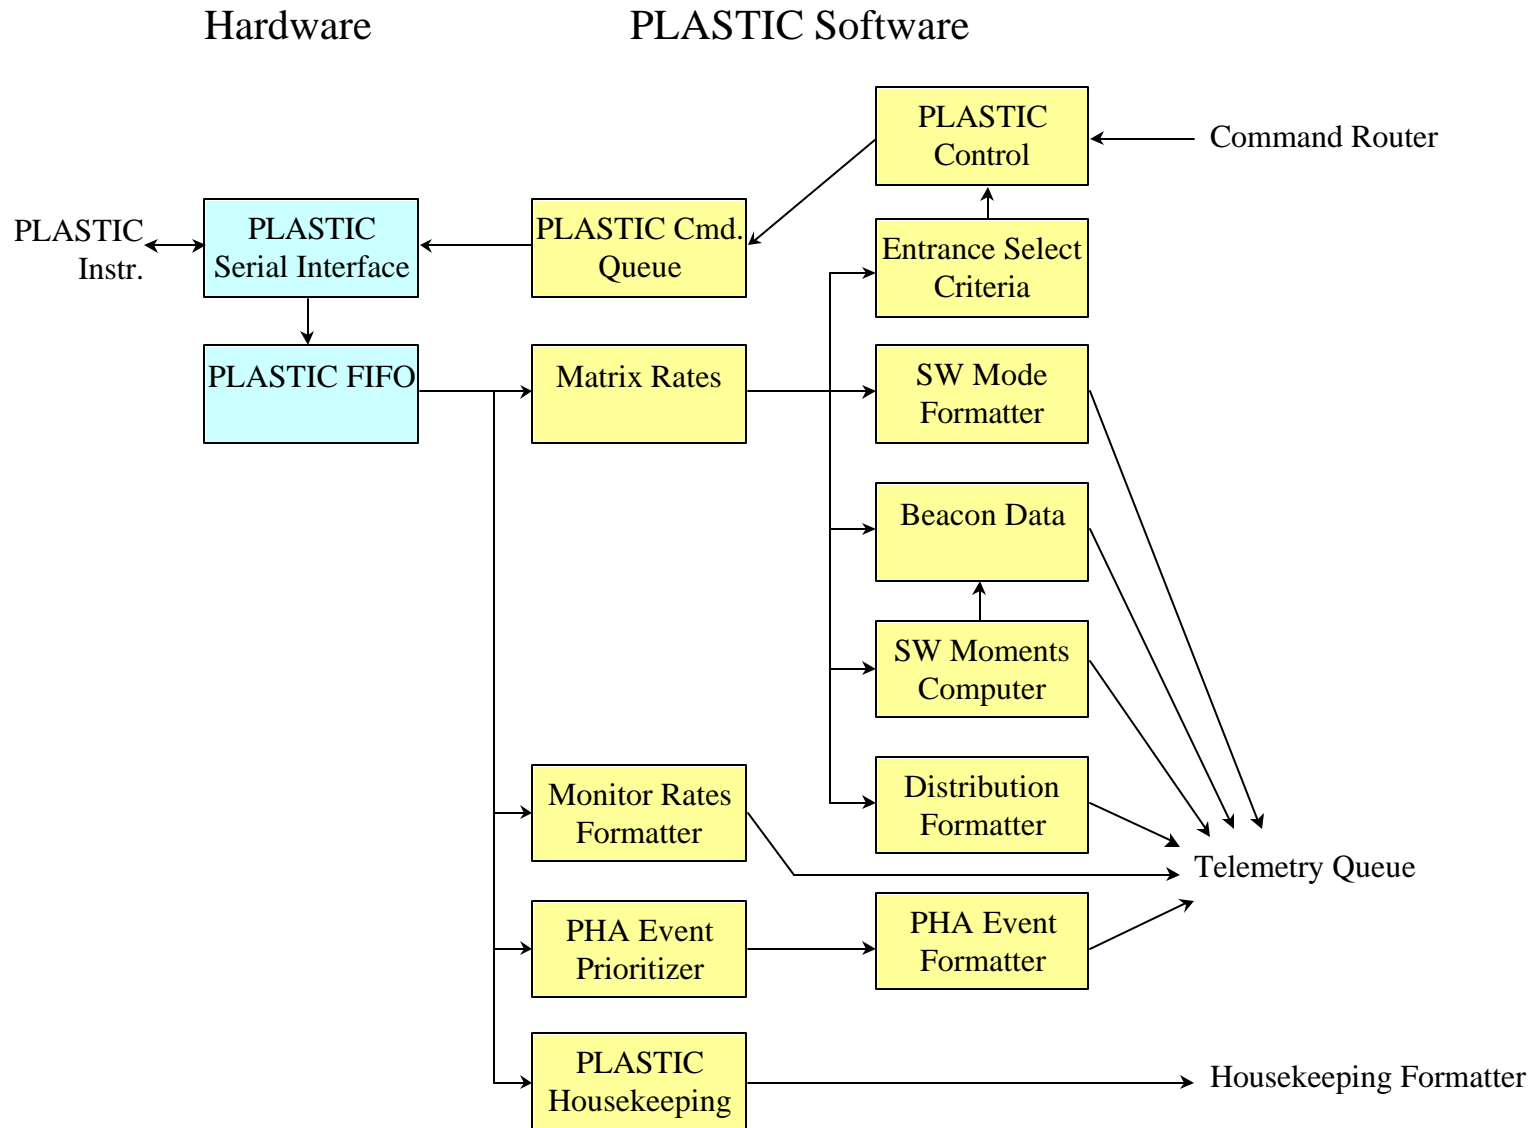 Hardware
PLASTIC Software
PLASTIC
Control
Command Router
PLASTIC
Instr.
PLASTIC
Serial Interface
PLASTIC Cmd.
Queue
Entrance Select
Criteria
PLASTIC FIFO
Matrix Rates
SW Mode
Formatter
Beacon Data
SW Moments
Computer
Monitor Rates
Formatter
Distribution
Formatter
Telemetry Queue
PHA Event
Prioritizer
PHA Event
Formatter
PLASTIC
Housekeeping
Housekeeping Formatter